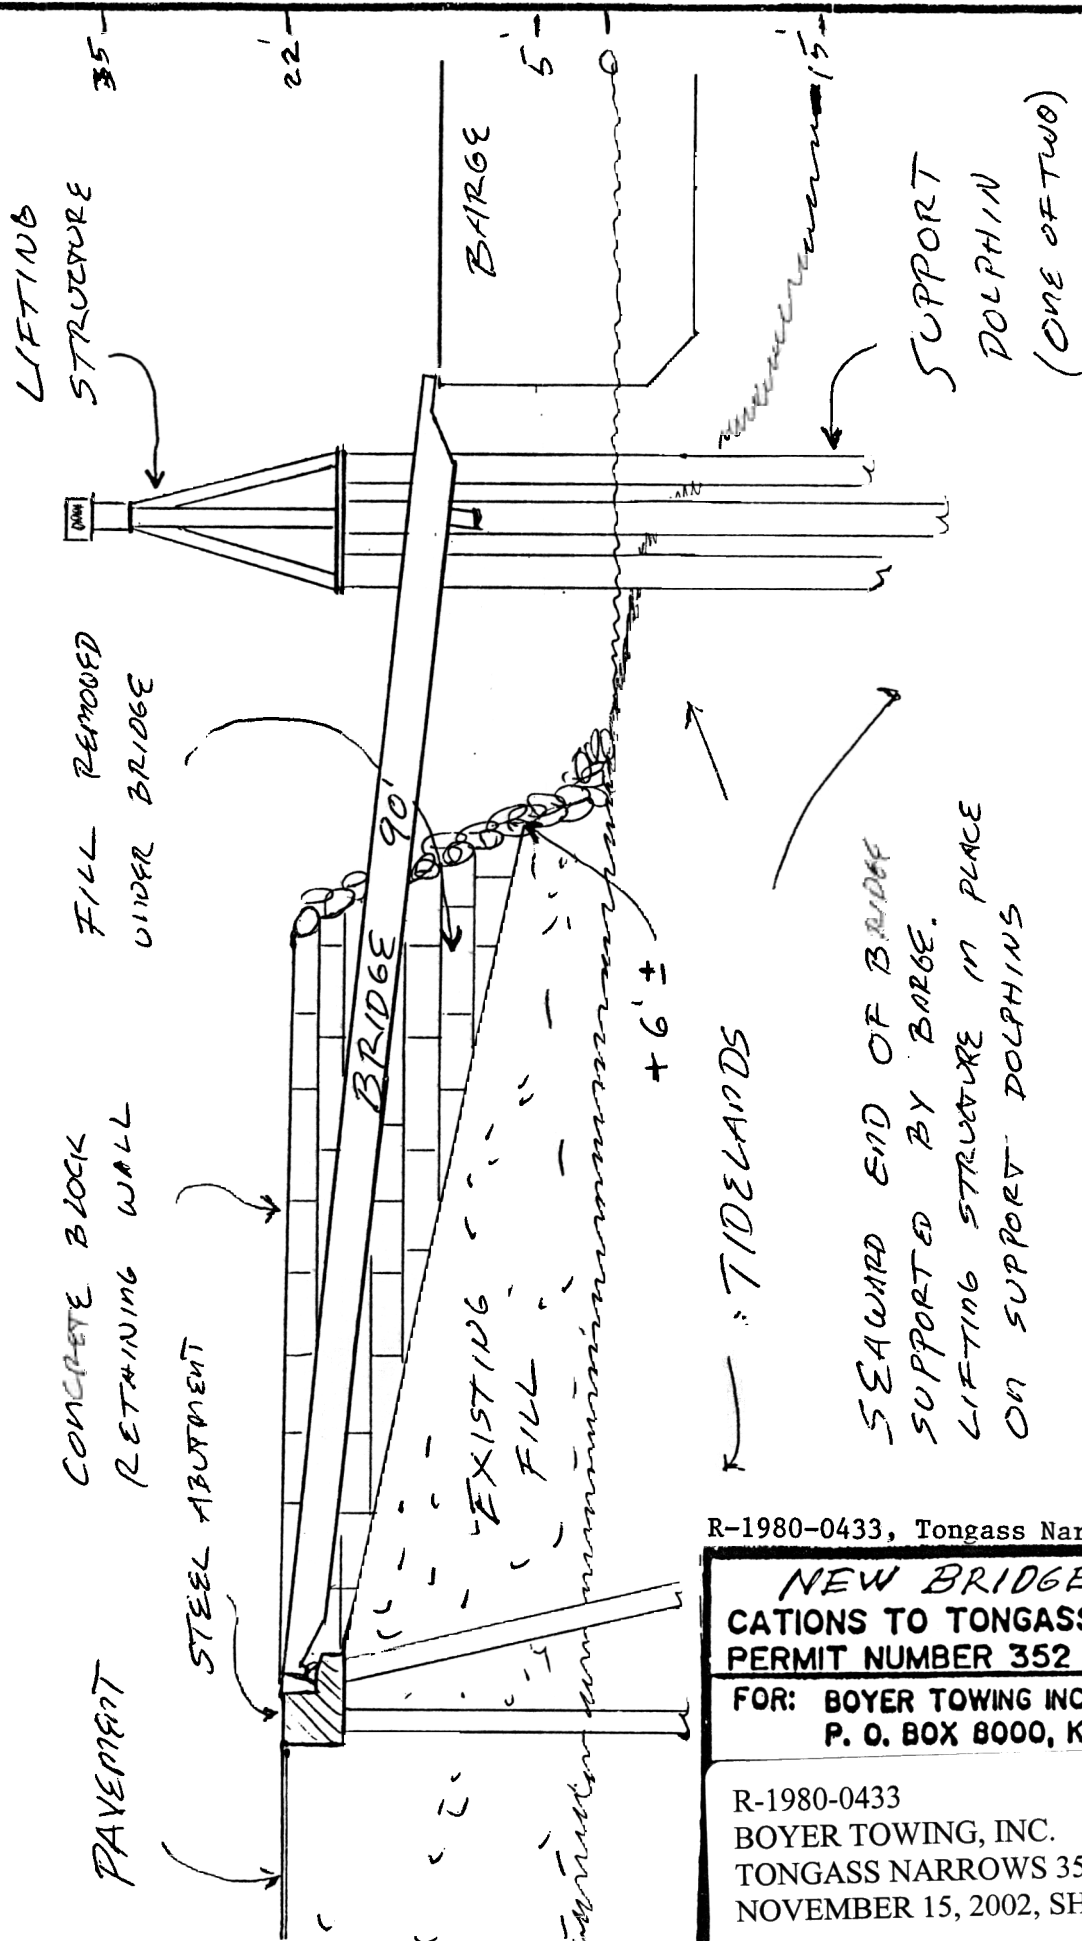 35'
22'
5'
0
15'
LIFTING
STRUCTURE
BARGE
SUPPORT
DOLPHIN
(ONE OF TWO)
FILL REMOVED
UNDER BRIDGE
BRIDGE 90'
CONCRETE BLOCK
RETAINING WALL
STEEL ABUTMENT
PAVEMENT
EXISTING
FILL
+6' ±
TIDELANDS
SEAWARD END OF BRIDGE
SUPPORTED BY BARGE.
LIFTING STRUCTURE IN PLACE
ON SUPPORT DOLPHINS
R-1980-0433, Tongass Nar
NEW BRIDGE
CATIONS TO TONGASS
PERMIT NUMBER 352
FOR: BOYER TOWING INC
P. O. BOX 8000, K
R-1980-0433
BOYER TOWING, INC.
TONGASS NARROWS 35
NOVEMBER 15, 2002, SH